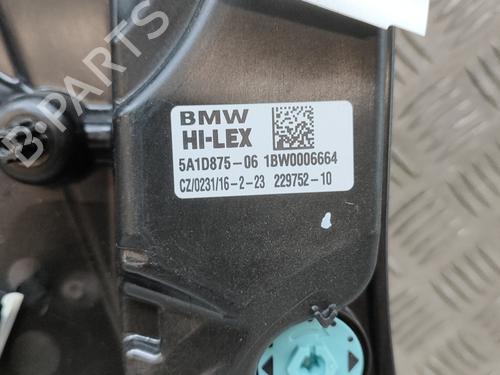 B-PARTS
BMW
HI-LEX
5A1D875-06 1BW0006664
CZ/0231/16-2-23 229752-10